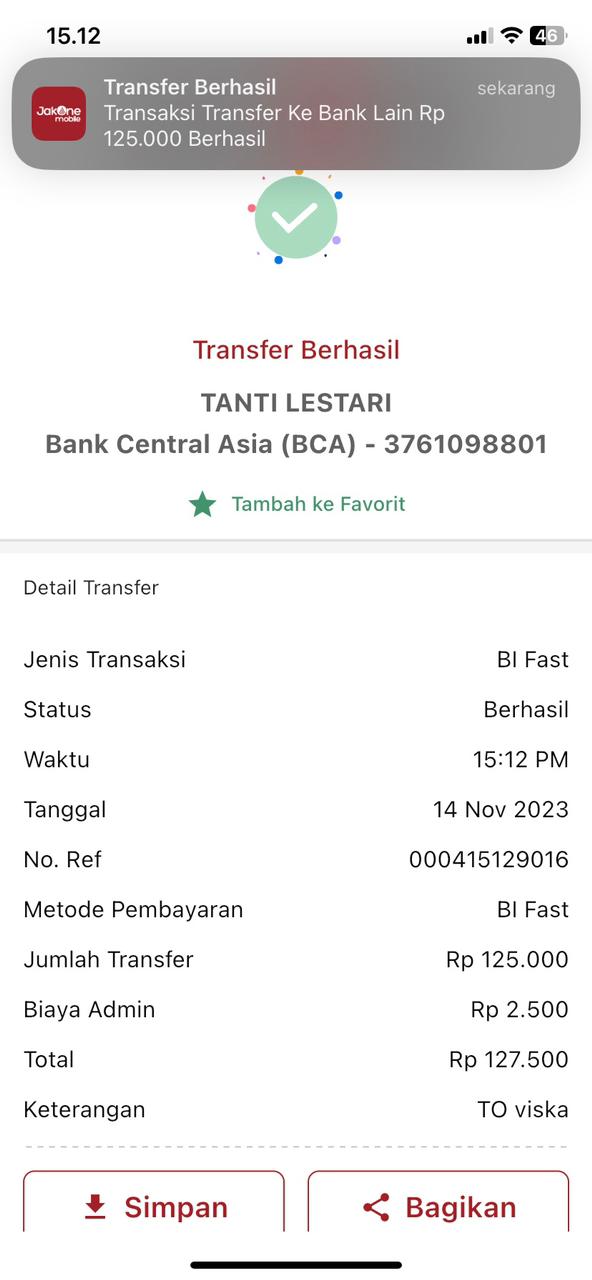 15.12
46
Transfer Berhasil
sekarang
JakOne
mobile
Transaksi Transfer Ke Bank Lain Rp
125.000 Berhasil
Transfer Berhasil
TANTI LESTARI
Bank Central Asia (BCA) - 3761098801
Tambah ke Favorit
Detail Transfer
Jenis Transaksi BI Fast
Status Berhasil
Waktu 15:12 PM
Tanggal 14 Nov 2023
No. Ref 000415129016
Metode Pembayaran BI Fast
Jumlah Transfer Rp 125.000
Biaya Admin Rp 2.500
Total Rp 127.500
Keterangan TO viska
Simpan
Bagikan